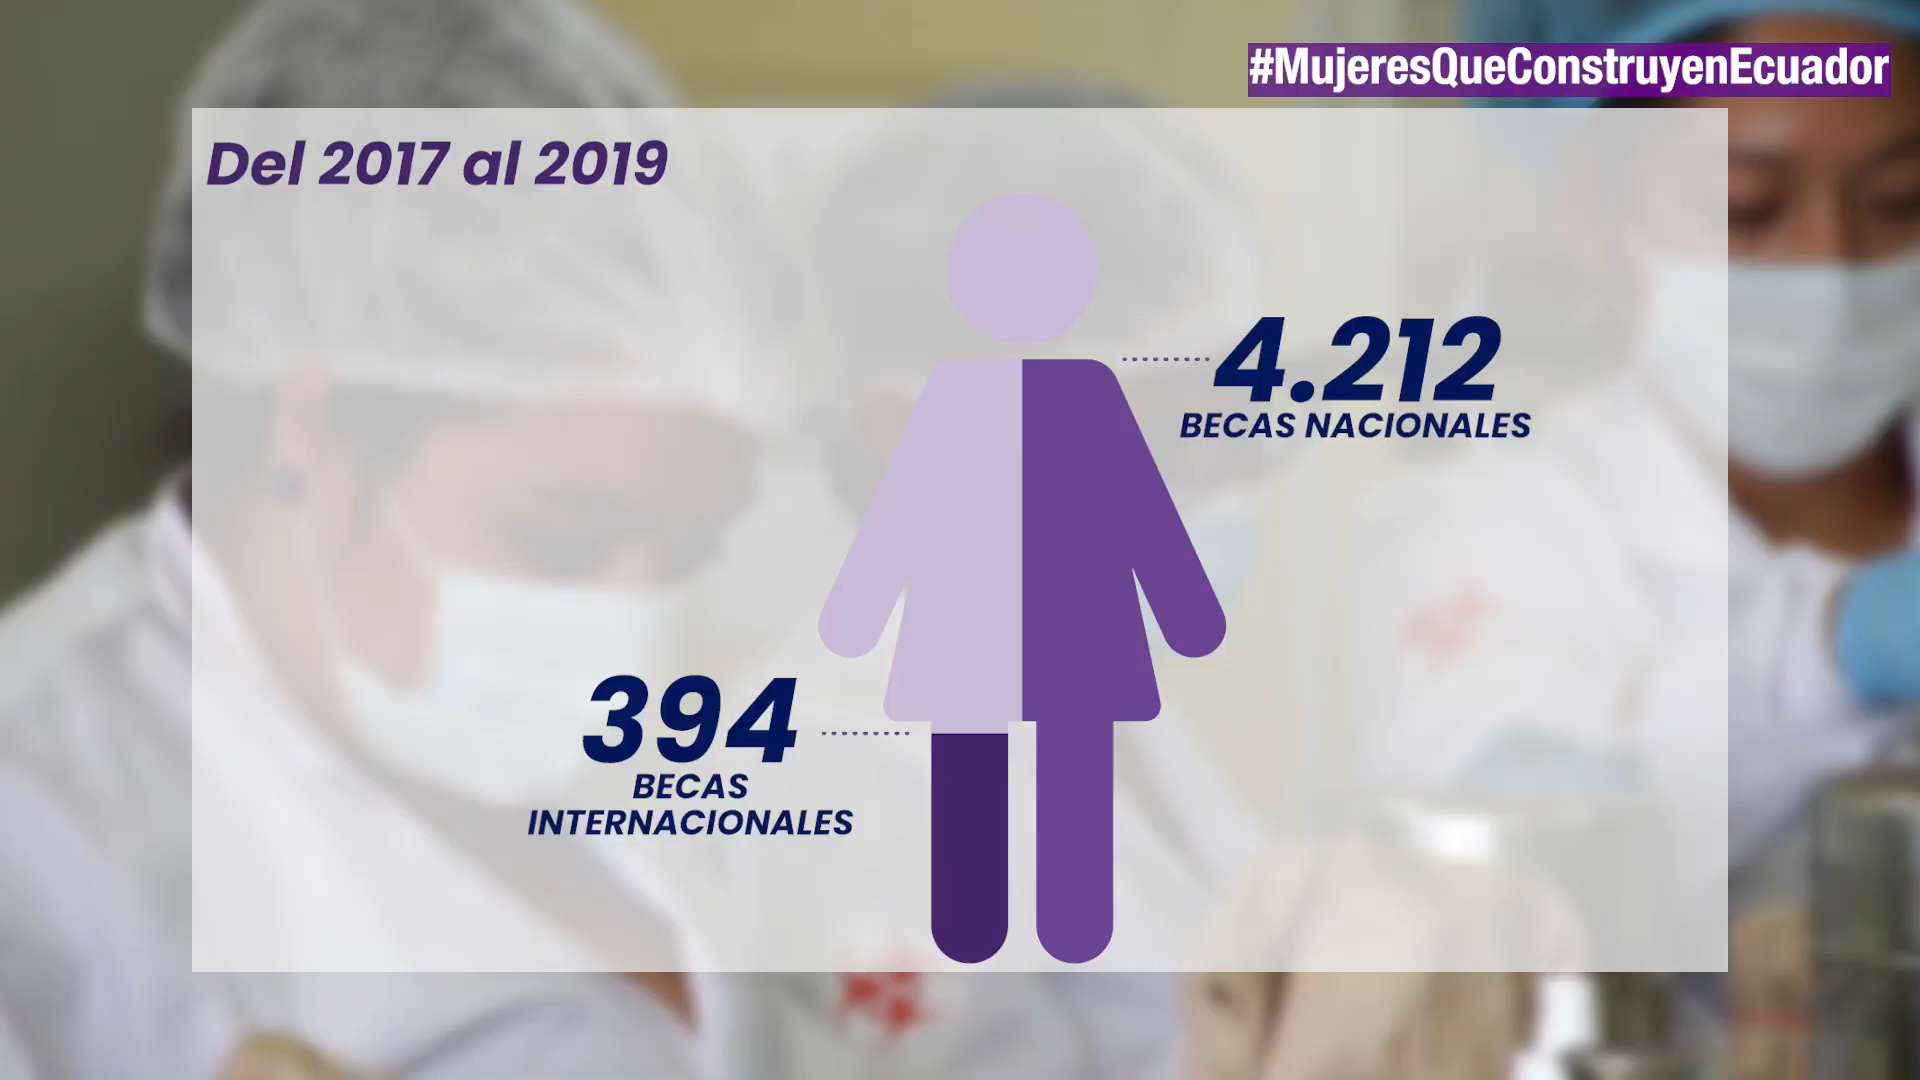 #MujeresQueConstruyenEcuador
Del 2017 al 2019
4.212
BECAS NACIONALES
394
BECAS
INTERNACIONALES